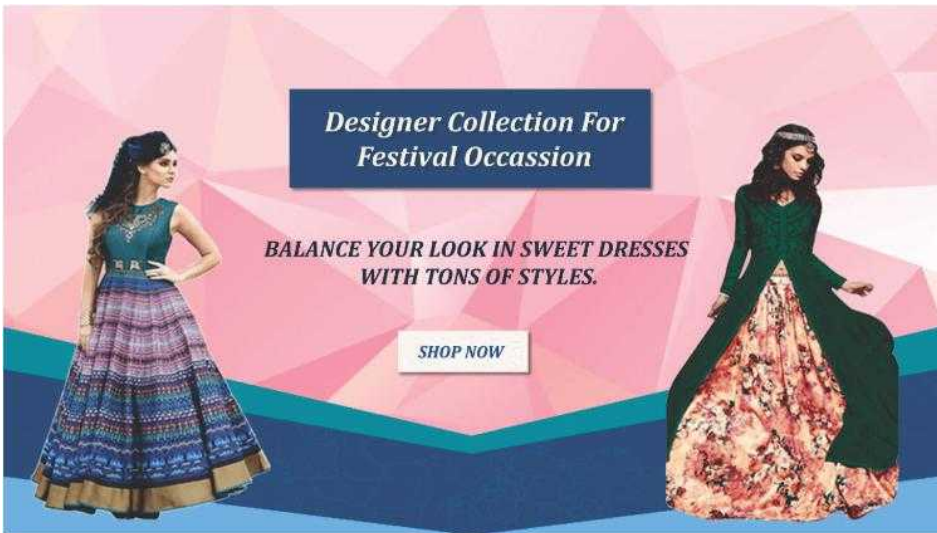 Designer Collection For
Festival Occassion
BALANCE YOUR LOOK IN SWEET DRESSES
WITH TONS OF STYLES.
SHOP NOW